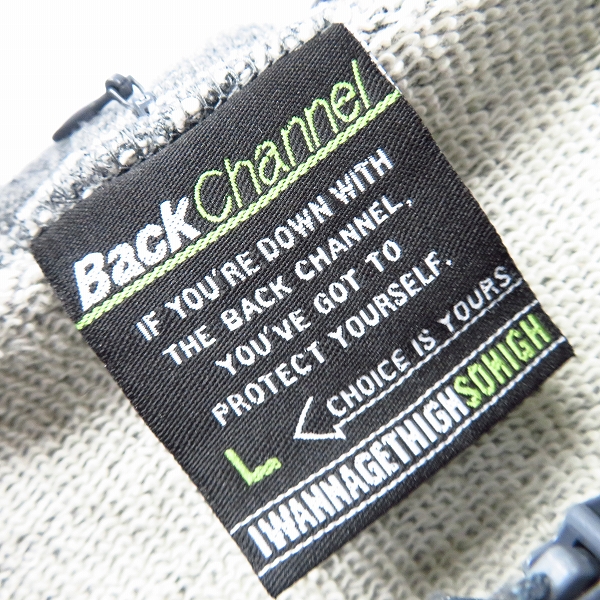 BackChannel
IF YOU'RE DOWN WITH
THE BACK CHANNEL,
YOU'VE GOT TO
PROTECT YOURSELF.
L CHOICE IS YOURS
IWANNAGETHIGHSOHIGH